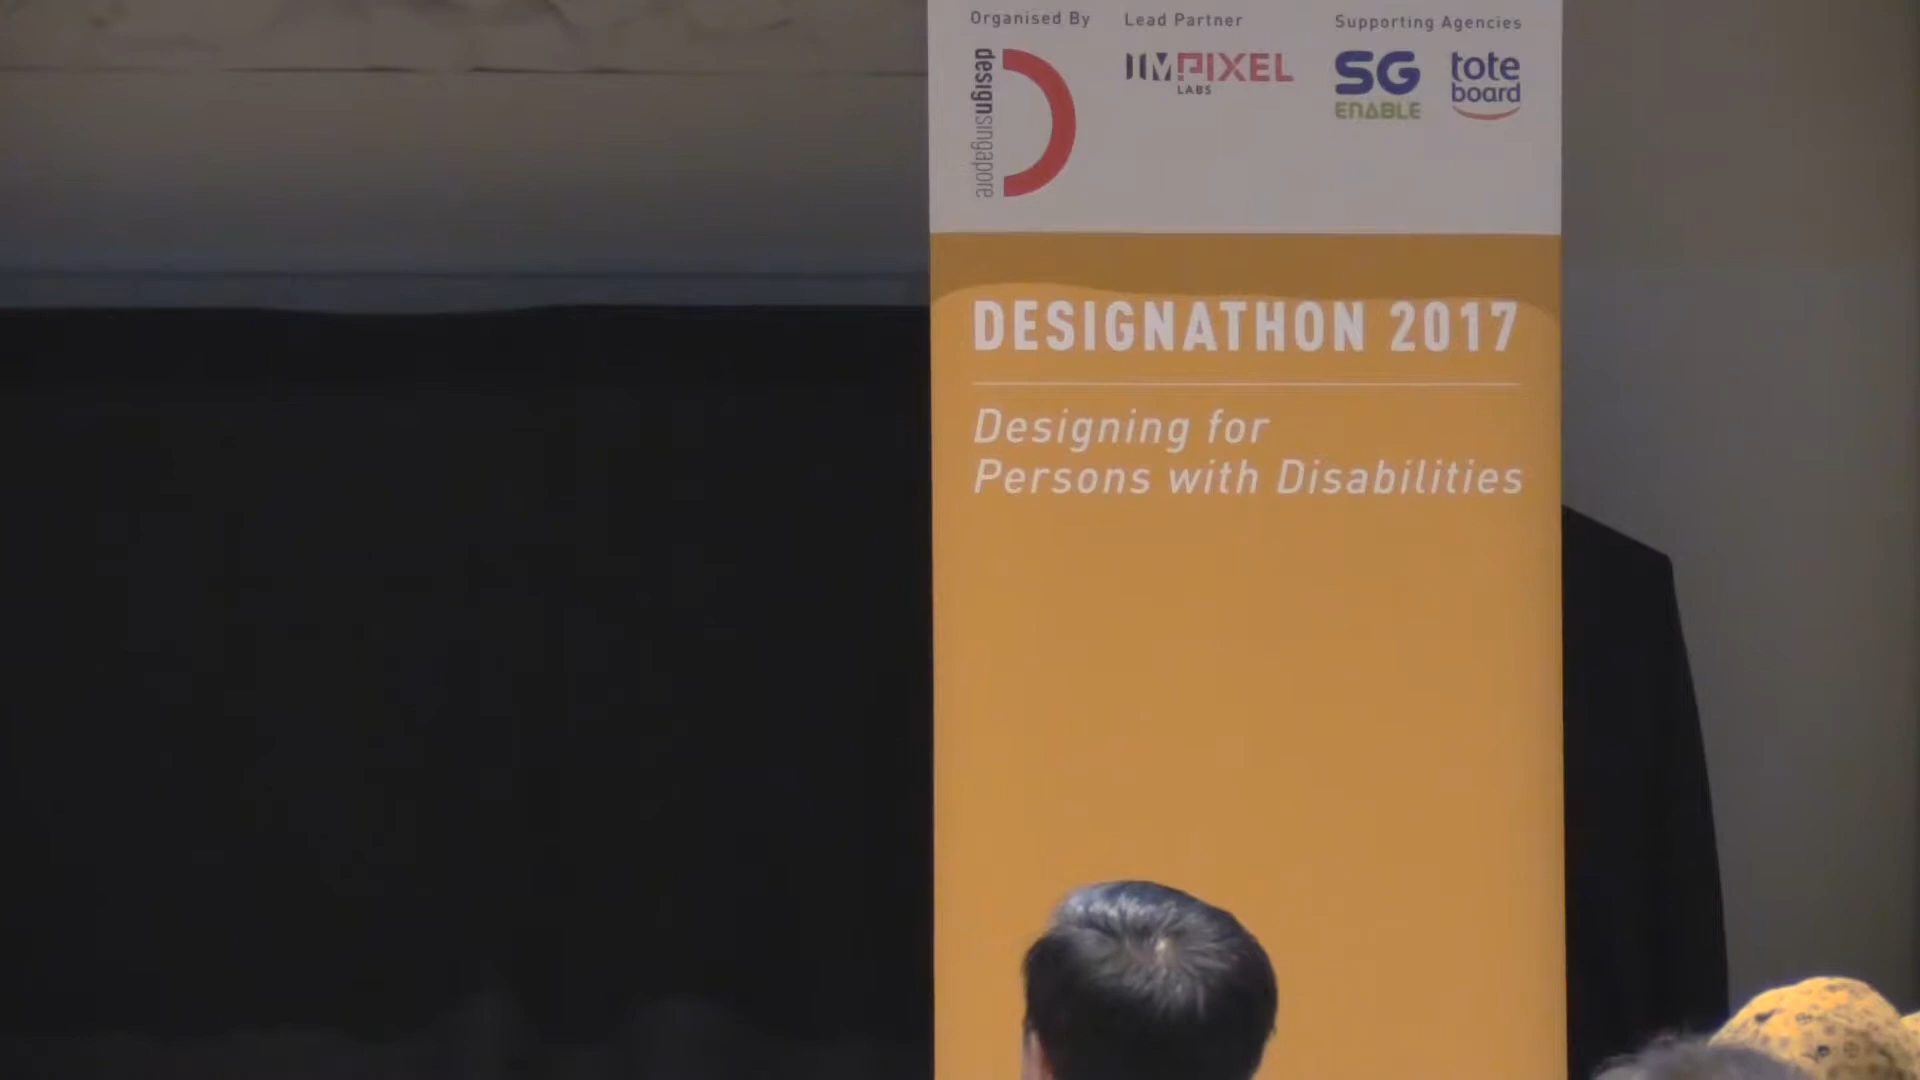 Organised By
designsingapore
Lead Partner
IMPIXEL
LABS
Supporting Agencies
SG
ENABLE
tote
board
DESIGNATHON 2017
Designing for
Persons with Disabilities